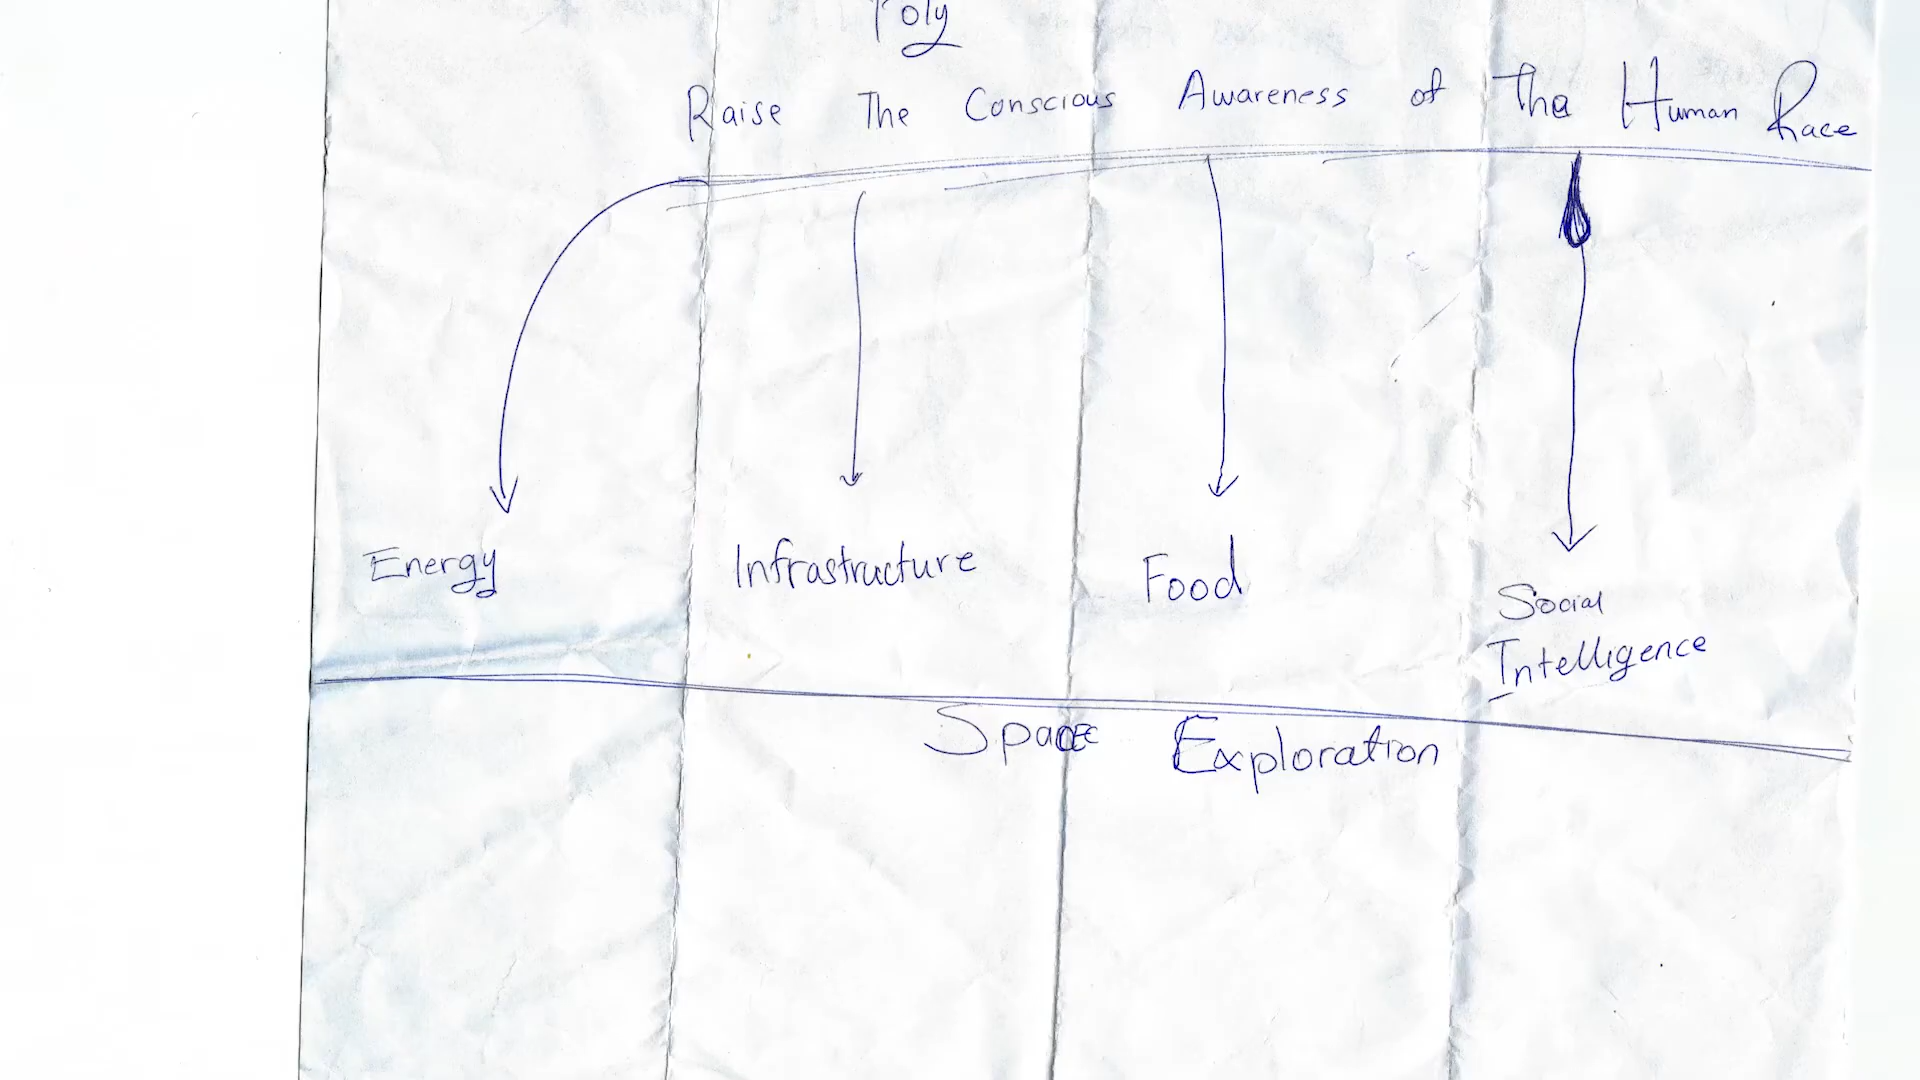 Poly
Raise The Conscious Awareness of The Human Race
Energy Infrastructure Food Social
Intelligence
Space Exploration